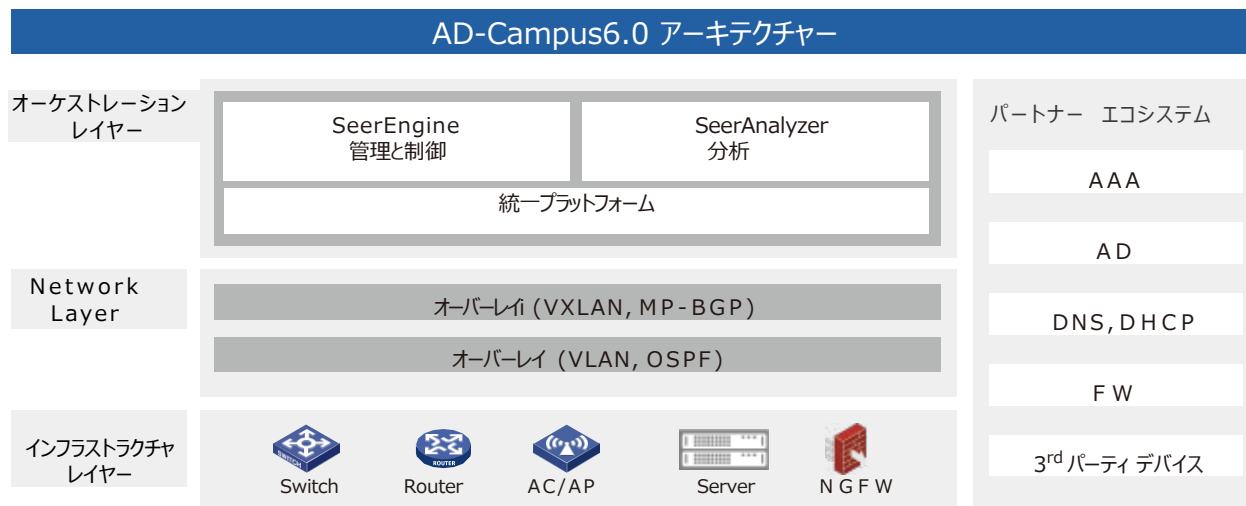 AD-Campus6.0 アーキテクチャー
オーケストレーション
レイヤー
SeerEngine
管理と制御
SeerAnalyzer
分析
統一プラットフォーム
Network
Layer
オーバーレイi (VXLAN, MP-BGP)
オーバーレイ (VLAN, OSPF)
インフラストラクチャ
レイヤー
SWITCH
ROUTER
Switch
Router
AC/AP
Server
NGFW
パートナー エコシステム
AAA
AD
DNS,DHCP
FW
3rd パーティ デバイス